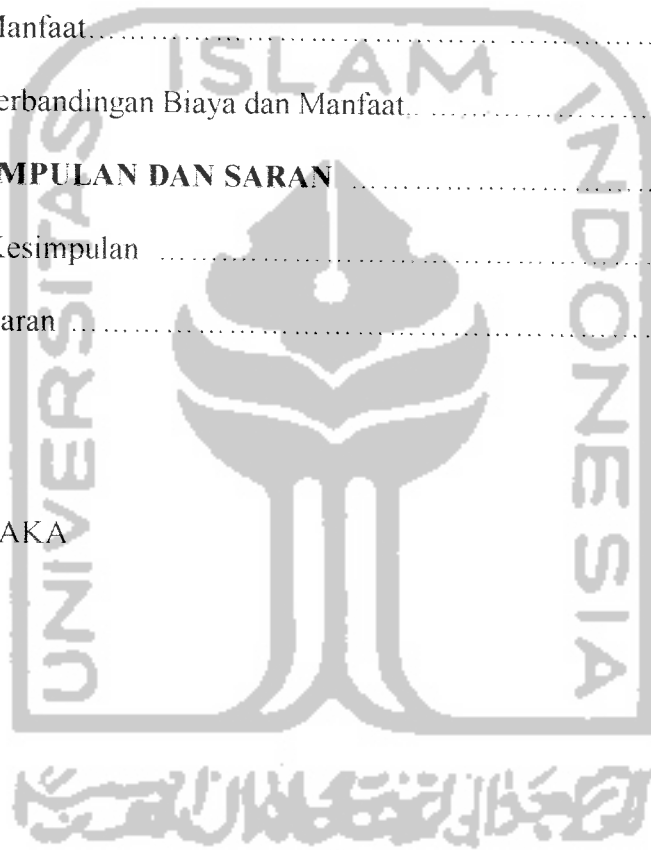 Manfaat
erbandingan Biaya dan Manfaat
MPULAN DAN SARAN
Kesimpulan
aran
AKA
ISLAM
UNIVERSITAS
INDONESIA